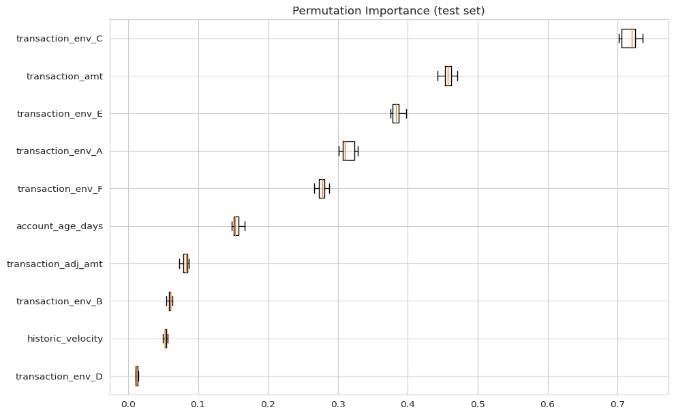 Permutation Importance (test set)
transaction_env_C
transaction_amt
transaction_env_E
transaction_env_A
transaction_env_F
account_age_days
transaction_adj_amt
transaction_env_B
historic_velocity
transaction_env_D
0.0 0.1 0.2 0.3 0.4 0.5 0.6 0.7